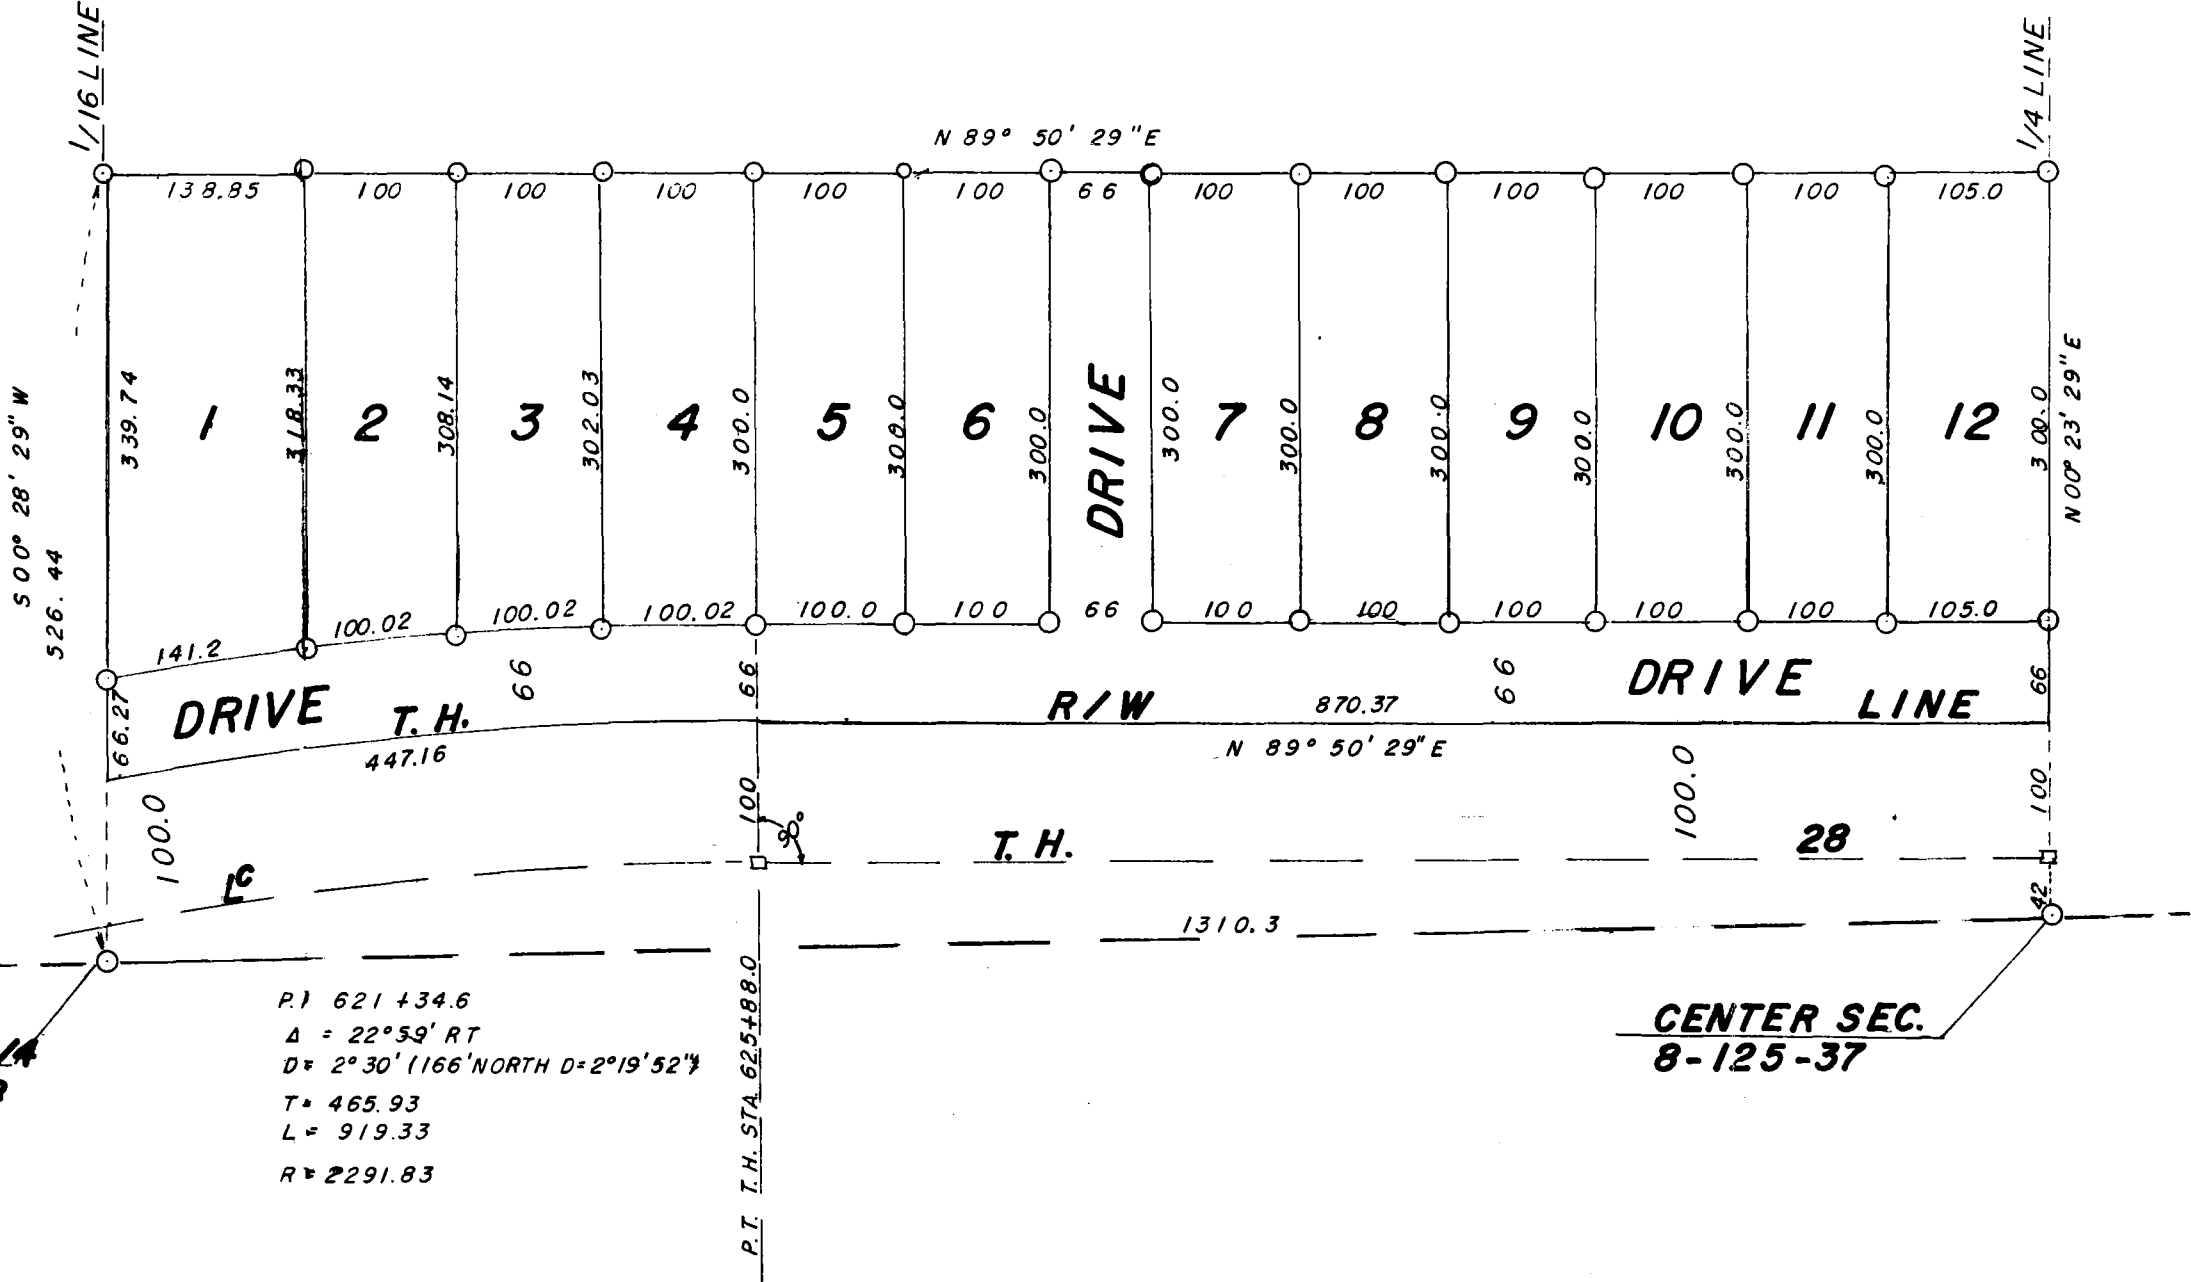 1/16 LINE
1/4 LINE
N 89° 50' 29" E
138.85 100 100 100 100 100 66 100 100 100 100 100 105.0
S 00° 28' 29" W
526.44
339.74 318.33 308.14 302.03 300.0 300.0 300.0 300.0 300.0 300.0 300.0 300.0 300.0 300.0
N 00° 23' 29" E
1 2 3 4 5 6 DRIVE 7 8 9 10 11 12
141.2 100.02 100.02 100.02 100.0 100 66 100 100 100 100 100 105.0
66.27 66 66 66 66
DRIVE T.H. R/W 870.37 DRIVE LINE
447.16
N 89° 50' 29" E
100.0 100 90° 100.0 100
T.H. 28
LC
42
1310.3
P.I 621 + 34.6
Δ = 22° 59' RT
D = 2° 30' (166' NORTH D = 2° 19' 52")
T = 465.93
L = 919.33
R = 2291.83
P.T. T.H. STA. 625+88.0
CENTER SEC.
8-125-37